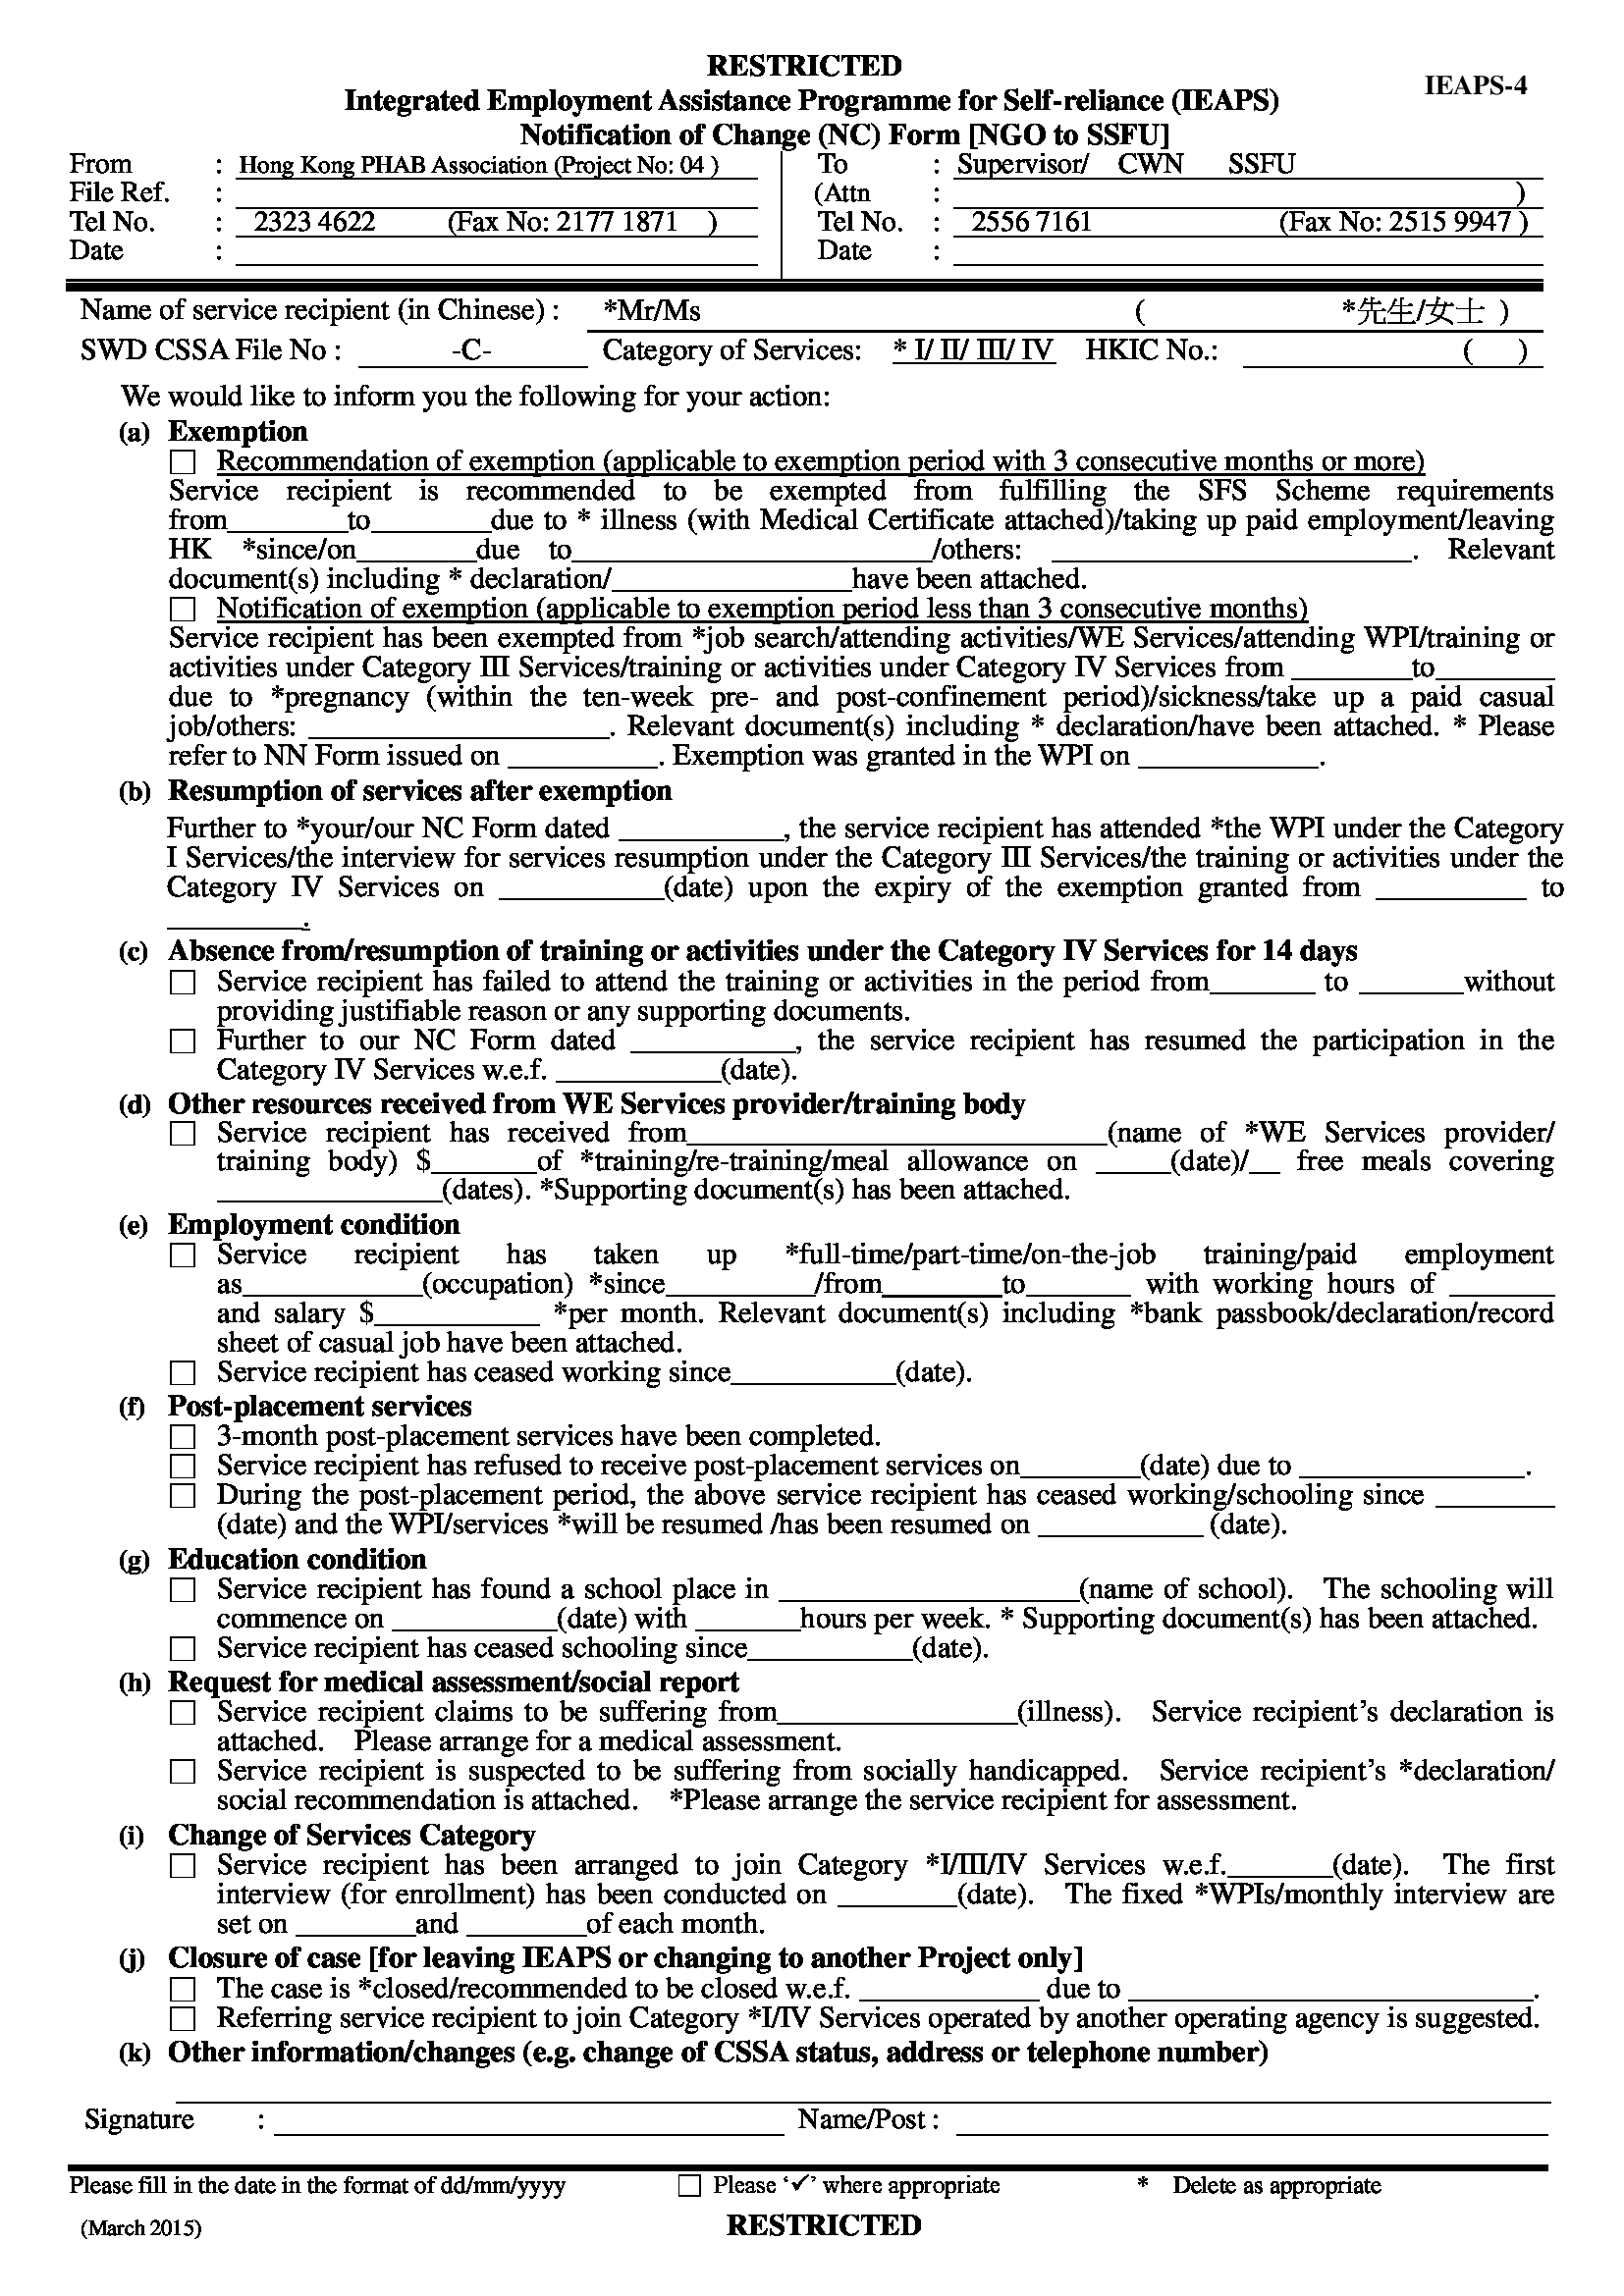 RESTRICTED
IEAPS-4
Integrated Employment Assistance Programme for Self-reliance (IEAPS)
Notification of Change (NC) Form [NGO to SSFU]
From : Hong Kong PHAB Association (Project No: 04 ) To : Supervisor/ CWN SSFU
File Ref. : (Attn : )
Tel No. : 2323 4622 (Fax No: 2177 1871 ) Tel No. : 2556 7161 (Fax No: 2515 9947 )
Date : Date :
Name of service recipient (in Chinese) : *Mr/Ms ( *先生/女士 )
SWD CSSA File No : -C- Category of Services: * I/ II/ III/ IV HKIC No.: ( )
We would like to inform you the following for your action:
(a) Exemption
☐ Recommendation of exemption (applicable to exemption period with 3 consecutive months or more)
Service recipient is recommended to be exempted from fulfilling the SFS Scheme requirements
from________to________due to * illness (with Medical Certificate attached)/taking up paid employment/leaving
HK *since/on________due to________________________/others: ________________________. Relevant
document(s) including * declaration/________________have been attached.
☐ Notification of exemption (applicable to exemption period less than 3 consecutive months)
Service recipient has been exempted from *job search/attending activities/WE Services/attending WPI/training or
activities under Category III Services/training or activities under Category IV Services from ________to________
due to *pregnancy (within the ten-week pre- and post-confinement period)/sickness/take up a paid casual
job/others: ____________________. Relevant document(s) including * declaration/have been attached. * Please
refer to NN Form issued on __________. Exemption was granted in the WPI on ____________.
(b) Resumption of services after exemption
Further to *your/our NC Form dated ___________, the service recipient has attended *the WPI under the Category
I Services/the interview for services resumption under the Category III Services/the training or activities under the
Category IV Services on ___________(date) upon the expiry of the exemption granted from __________ to
_________.
(c) Absence from/resumption of training or activities under the Category IV Services for 14 days
☐ Service recipient has failed to attend the training or activities in the period from_______ to _______without
providing justifiable reason or any supporting documents.
☐ Further to our NC Form dated ___________, the service recipient has resumed the participation in the
Category IV Services w.e.f. ___________(date).
(d) Other resources received from WE Services provider/training body
☐ Service recipient has received from____________________________(name of *WE Services provider/
training body) $_______of *training/re-training/meal allowance on _____(date)/__ free meals covering
_______________(dates). *Supporting document(s) has been attached.
(e) Employment condition
☐ Service recipient has taken up *full-time/part-time/on-the-job training/paid employment
as____________(occupation) *since__________/from________to_______ with working hours of _______
and salary $___________ *per month. Relevant document(s) including *bank passbook/declaration/record
sheet of casual job have been attached.
☐ Service recipient has ceased working since___________(date).
(f) Post-placement services
☐ 3-month post-placement services have been completed.
☐ Service recipient has refused to receive post-placement services on________(date) due to _______________.
☐ During the post-placement period, the above service recipient has ceased working/schooling since ________
(date) and the WPI/services *will be resumed /has been resumed on ___________ (date).
(g) Education condition
☐ Service recipient has found a school place in ____________________(name of school). The schooling will
commence on ___________(date) with _______hours per week. * Supporting document(s) has been attached.
☐ Service recipient has ceased schooling since___________(date).
(h) Request for medical assessment/social report
☐ Service recipient claims to be suffering from________________(illness). Service recipient’s declaration is
attached. Please arrange for a medical assessment.
☐ Service recipient is suspected to be suffering from socially handicapped. Service recipient’s *declaration/
social recommendation is attached. *Please arrange the service recipient for assessment.
(i) Change of Services Category
☐ Service recipient has been arranged to join Category *I/III/IV Services w.e.f._______(date). The first
interview (for enrollment) has been conducted on ________(date). The fixed *WPIs/monthly interview are
set on ________and ________of each month.
(j) Closure of case [for leaving IEAPS or changing to another Project only]
☐ The case is *closed/recommended to be closed w.e.f. ____________ due to ___________________________.
☐ Referring service recipient to join Category *I/IV Services operated by another operating agency is suggested.
(k) Other information/changes (e.g. change of CSSA status, address or telephone number)
Signature : Name/Post :
Please fill in the date in the format of dd/mm/yyyy ☐ Please ‘✓’ where appropriate * Delete as appropriate
(March 2015) RESTRICTED